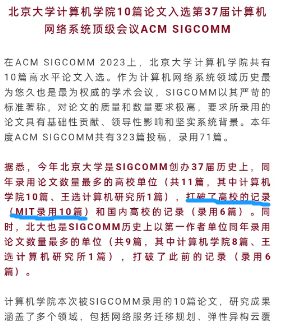 北京大学计算机学院10篇论文入选第37届计算机
网络系统顶级会议ACM SIGCOMM
在ACM SIGCOMM 2023上，北京大学计算机学院共有
10篇高水平论文入选。作为计算机网络系统领域历史最
为悠久也是最为权威的学术会议，SIGCOMM以其严苛的
标准著称，对论文的质量和数量要求极高，要求所录用的
论文具有基础性贡献、领导性影响和坚实系统背景。本年
度ACM SIGCOMM共有323篇投稿，录用71篇。
据悉，今年北京大学是SIGCOMM创办37届历史上，同
年录用论文数量最多的高校单位（共11篇，其中计算机
学院10篇、王选计算机研究所1篇），打破了高校的记录
（MIT录用10篇）和国内高校的记录（录用6篇）。同
时，北大也是SIGCOMM历史上以第一作者单位同年录用
论文数量最多的单位（共9篇，其中计算机学院8篇、王
选计算机研究所1篇），打破了此前的记录（录用6
篇）。
计算机学院本次被SIGCOMM录用的10篇论文，研究成果
涵盖了多个领域，包括网络服务迁移规划、弹性异构云覆